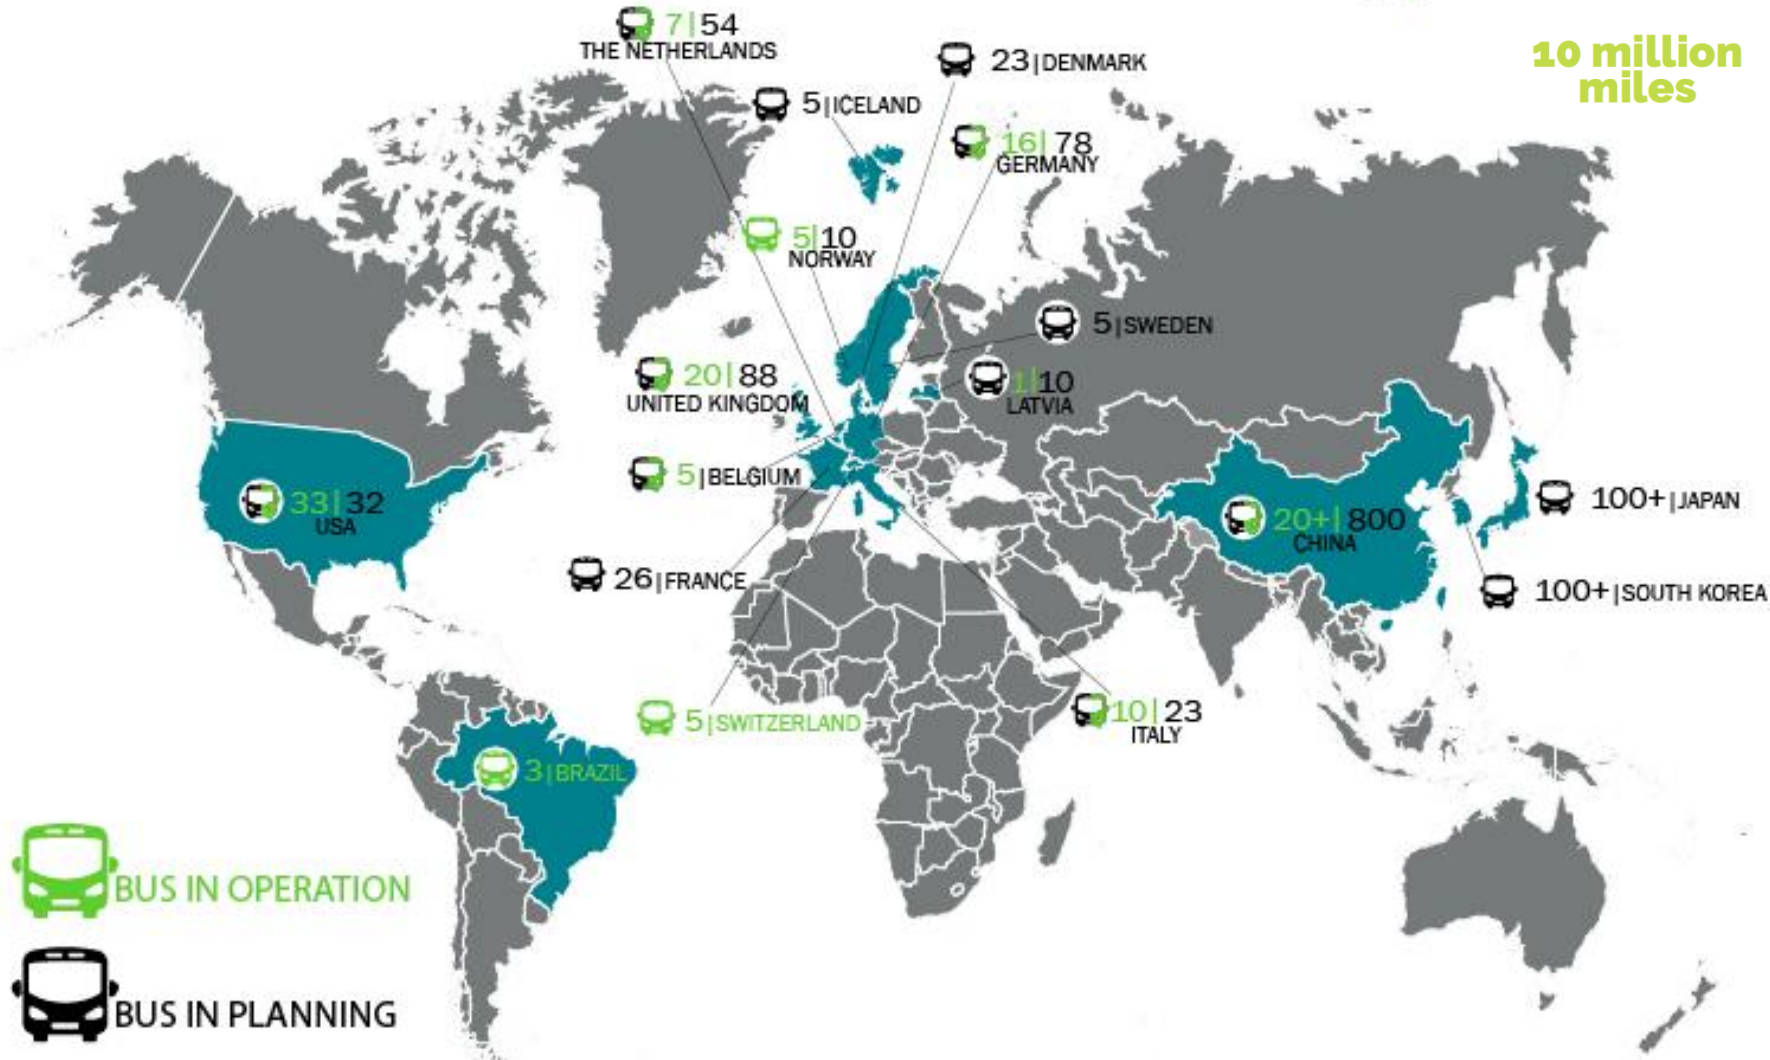 7|54
THE NETHERLANDS
23|DENMARK
10 million
miles
5|ICELAND
16|78
GERMANY
5|10
NORWAY
5|SWEDEN
20|88
UNITED KINGDOM
1|10
LATVIA
5|BELGIUM
33|32
USA
20+|800
CHINA
100+|JAPAN
26|FRANCE
100+|SOUTH KOREA
5|SWITZERLAND
10|23
ITALY
3|BRAZIL
BUS IN OPERATION
BUS IN PLANNING